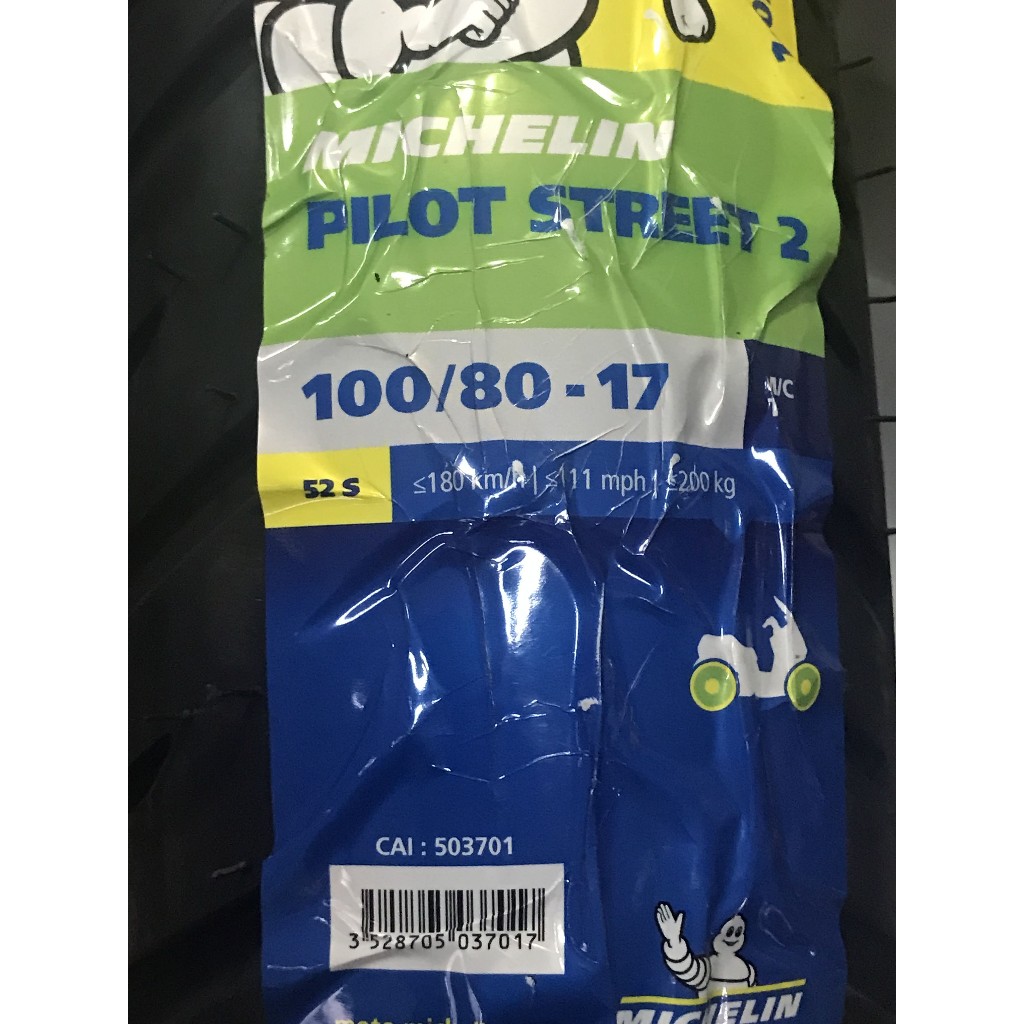 MICHELIN
PILOT STREET 2
100/80 - 17
M/C
52 S
≤180 km/h | ≤111 mph | ≤200 kg
CAI : 503701
3 528705 037017
MICHELIN